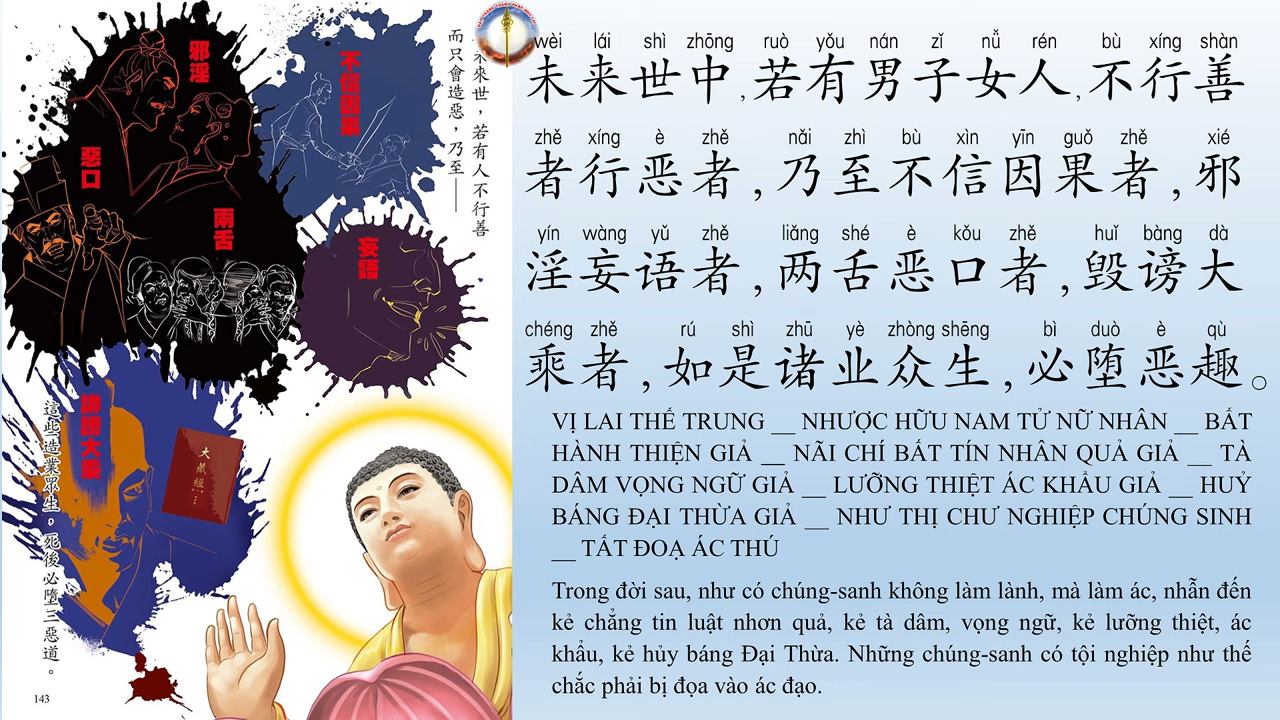 邪淫
不信因果
惡口
兩舌
妄語
未來世，若有人不行善
而只會造惡，乃至——
謗大乘
大藏經
這些造業眾生，死後必墮三惡道。
143
wèi lái shì zhōng ruò yǒu nán zǐ nǚ rén bù xíng shàn
未来世中,若有男子女人,不行善
zhě xíng è zhě nǎi zhì bù xìn yīn guǒ zhě xié
者行恶者,乃至不信因果者,邪
yín wàng yǔ zhě liǎng shé è kǒu zhě huǐ bàng dà
淫妄语者,两舌恶口者,毁谤大
chéng zhě rú shì zhū yè zhòng shēng bì duò è qù
乘者,如是诸业众生,必堕恶趣。
VỊ LAI THẾ TRUNG __ NHƯỢC HỮU NAM TỬ NỮ NHÂN __ BẤT
HÀNH THIỆN GIẢ __ NÃI CHÍ BẤT TÍN NHÂN QUẢ GIẢ __ TÀ
DÂM VỌNG NGỮ GIẢ __ LƯỠNG THIỆT ÁC KHẨU GIẢ __ HUỶ
BÁNG ĐẠI THỪA GIẢ __ NHƯ THỊ CHƯ NGHIỆP CHÚNG SINH
__ TẤT ĐOẠ ÁC THÚ
Trong đời sau, như có chúng-sanh không làm lành, mà làm ác, nhẫn đến
kẻ chẳng tin luật nhơn quả, kẻ tà dâm, vọng ngữ, kẻ lưỡng thiệt, ác
khẩu, kẻ hủy báng Đại Thừa. Những chúng-sanh có tội nghiệp như thế
chắc phải bị đọa vào ác đạo.